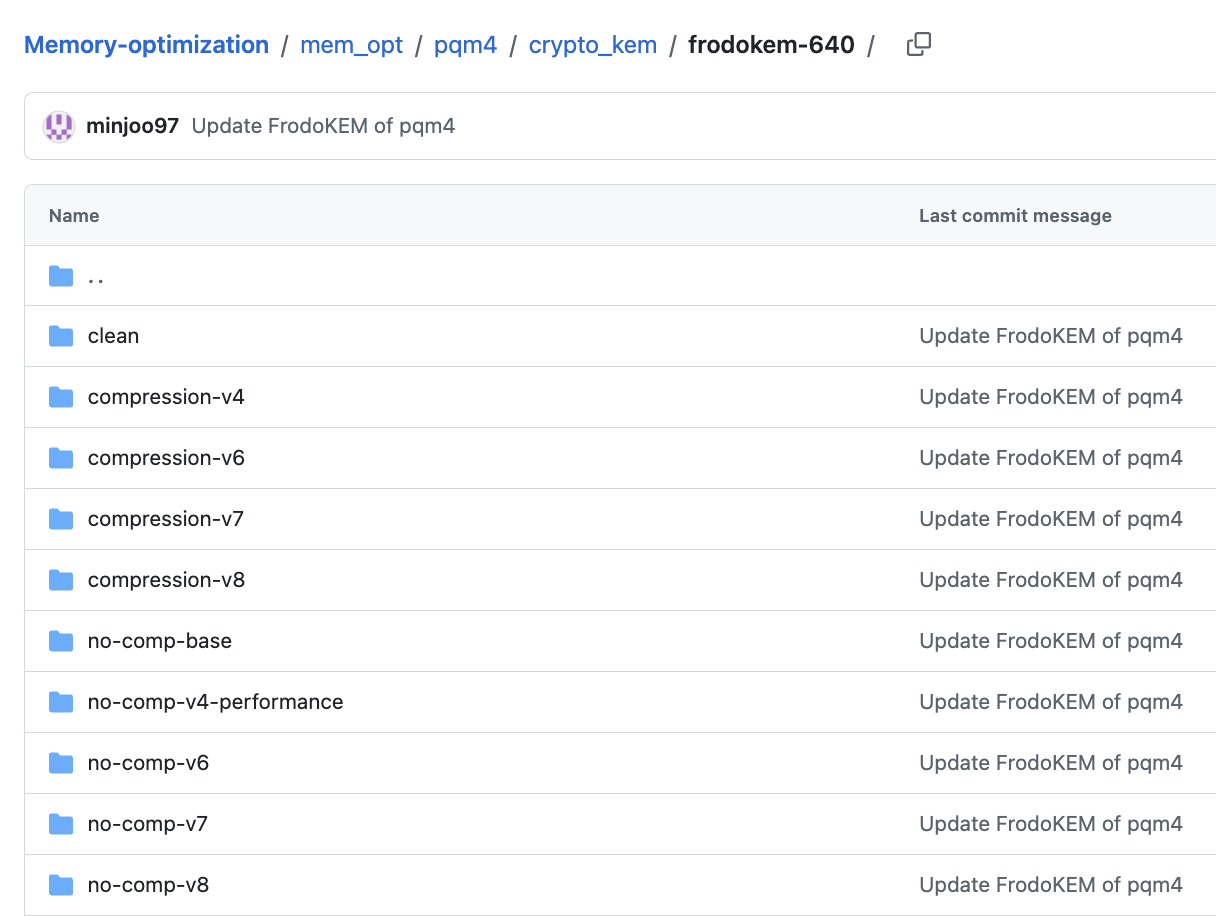 Memory-optimization / mem_opt / pqm4 / crypto_kem / frodokem-640 /
minjoo97 Update FrodoKEM of pqm4
Name Last commit message
..
clean Update FrodoKEM of pqm4
compression-v4 Update FrodoKEM of pqm4
compression-v6 Update FrodoKEM of pqm4
compression-v7 Update FrodoKEM of pqm4
compression-v8 Update FrodoKEM of pqm4
no-comp-base Update FrodoKEM of pqm4
no-comp-v4-performance Update FrodoKEM of pqm4
no-comp-v6 Update FrodoKEM of pqm4
no-comp-v7 Update FrodoKEM of pqm4
no-comp-v8 Update FrodoKEM of pqm4